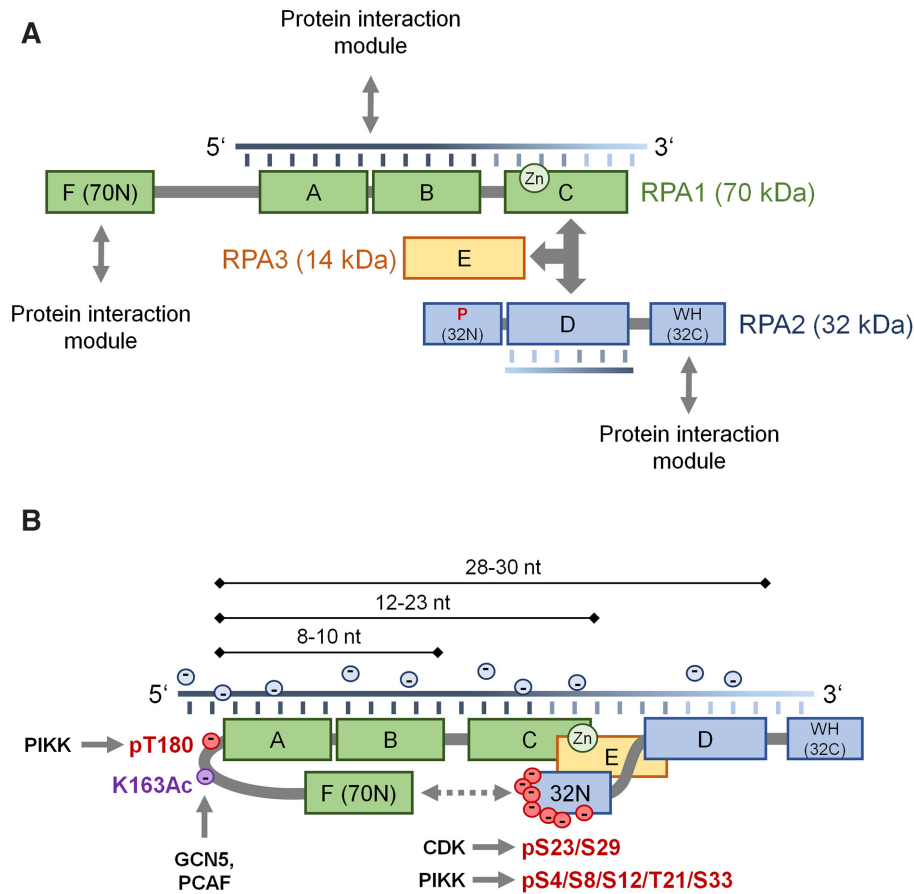 A
Protein interaction
module
5‘
3‘
Zn
F (70N)
A
B
C
RPA1 (70 kDa)
RPA3 (14 kDa)
E
Protein interaction
module
P
(32N)
D
WH
(32C)
RPA2 (32 kDa)
Protein interaction
module
B
28-30 nt
12-23 nt
8-10 nt
- - - - - - - - - -
5‘
3‘
PIKK
pT180
-
A
B
C
Zn
E
D
WH
(32C)
K163Ac
-
F (70N)
32N
- - - - - - -
GCN5,
PCAF
CDK
pS23/S29
PIKK
pS4/S8/S12/T21/S33